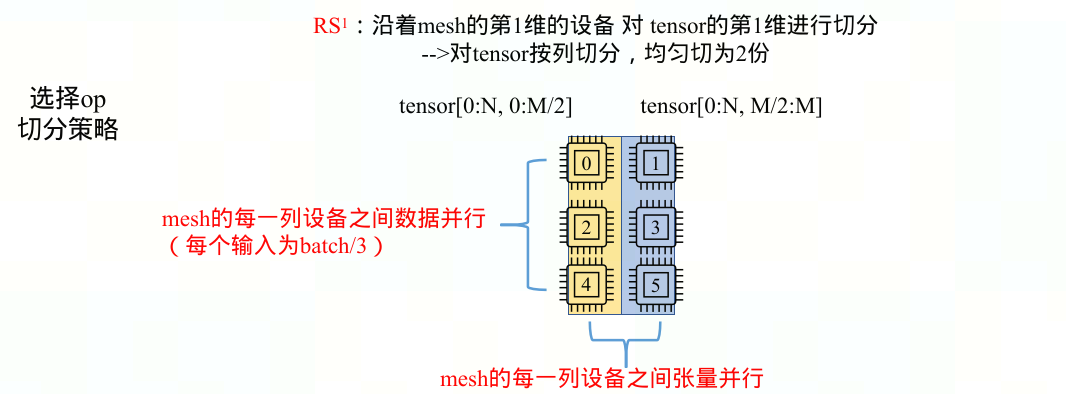 RS¹：沿着mesh的第1维的设备 对 tensor的第1维进行切分
-->对tensor按列切分，均匀切为2份
选择op
切分策略
tensor[0:N, 0:M/2]
tensor[0:N, M/2:M]
0
1
2
3
4
5
mesh的每一列设备之间数据并行
（每个输入为batch/3）
mesh的每一列设备之间张量并行